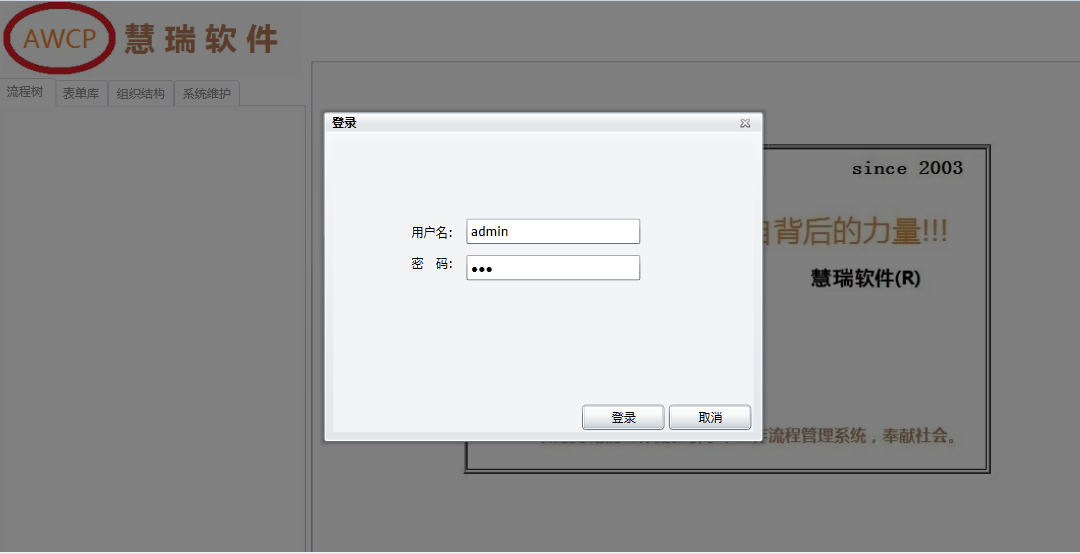 AWCP 慧瑞软件
流程树 表单库 组织结构 系统维护
登录
since 2003
用户名: admin
背后的力量!!!
密 码: ●●●
慧瑞软件(R)
登录 取消
流程管理系统，奉献社会。